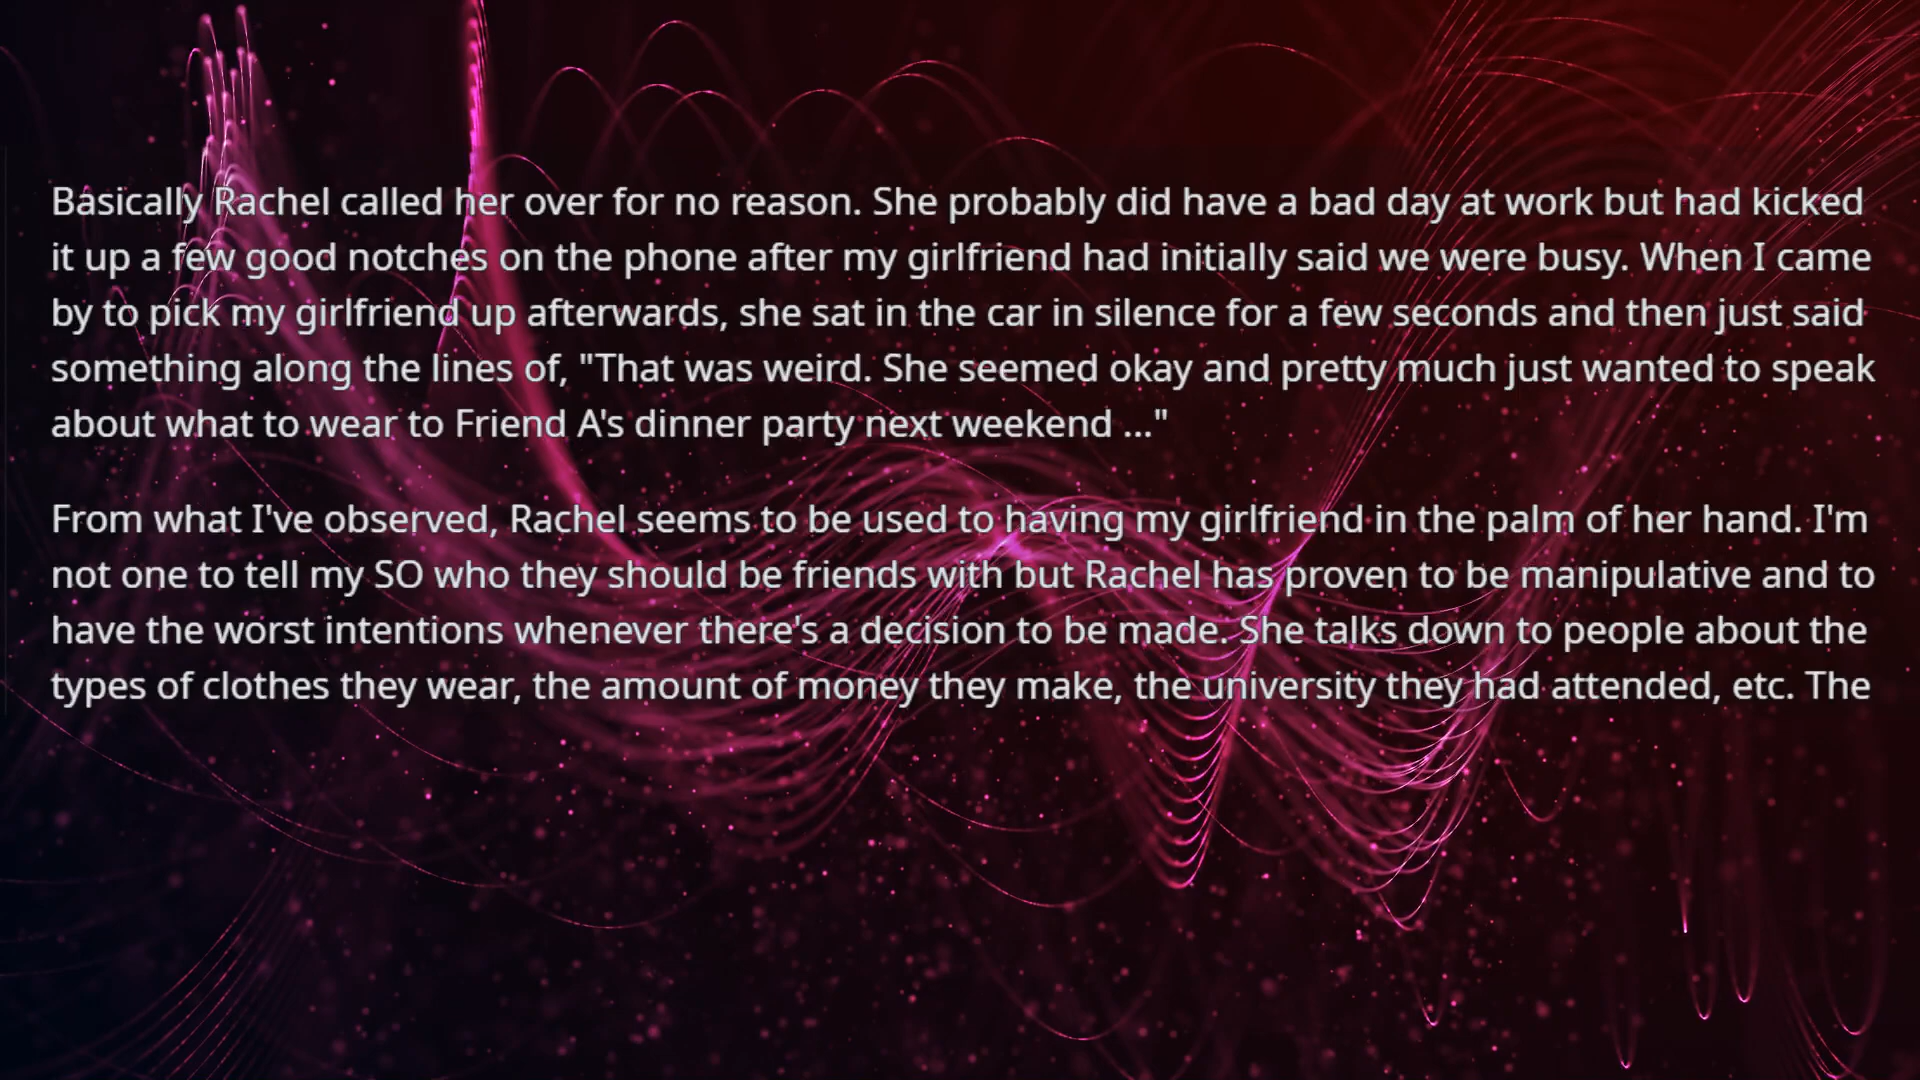 Basically Rachel called her over for no reason. She probably did have a bad day at work but had kicked
it up a few good notches on the phone after my girlfriend had initially said we were busy. When I came
by to pick my girlfriend up afterwards, she sat in the car in silence for a few seconds and then just said
something along the lines of, "That was weird. She seemed okay and pretty much just wanted to speak
about what to wear to Friend A's dinner party next weekend ..."
From what I've observed, Rachel seems to be used to having my girlfriend in the palm of her hand. I'm
not one to tell my SO who they should be friends with but Rachel has proven to be manipulative and to
have the worst intentions whenever there's a decision to be made. She talks down to people about the
types of clothes they wear, the amount of money they make, the university they had attended, etc. The